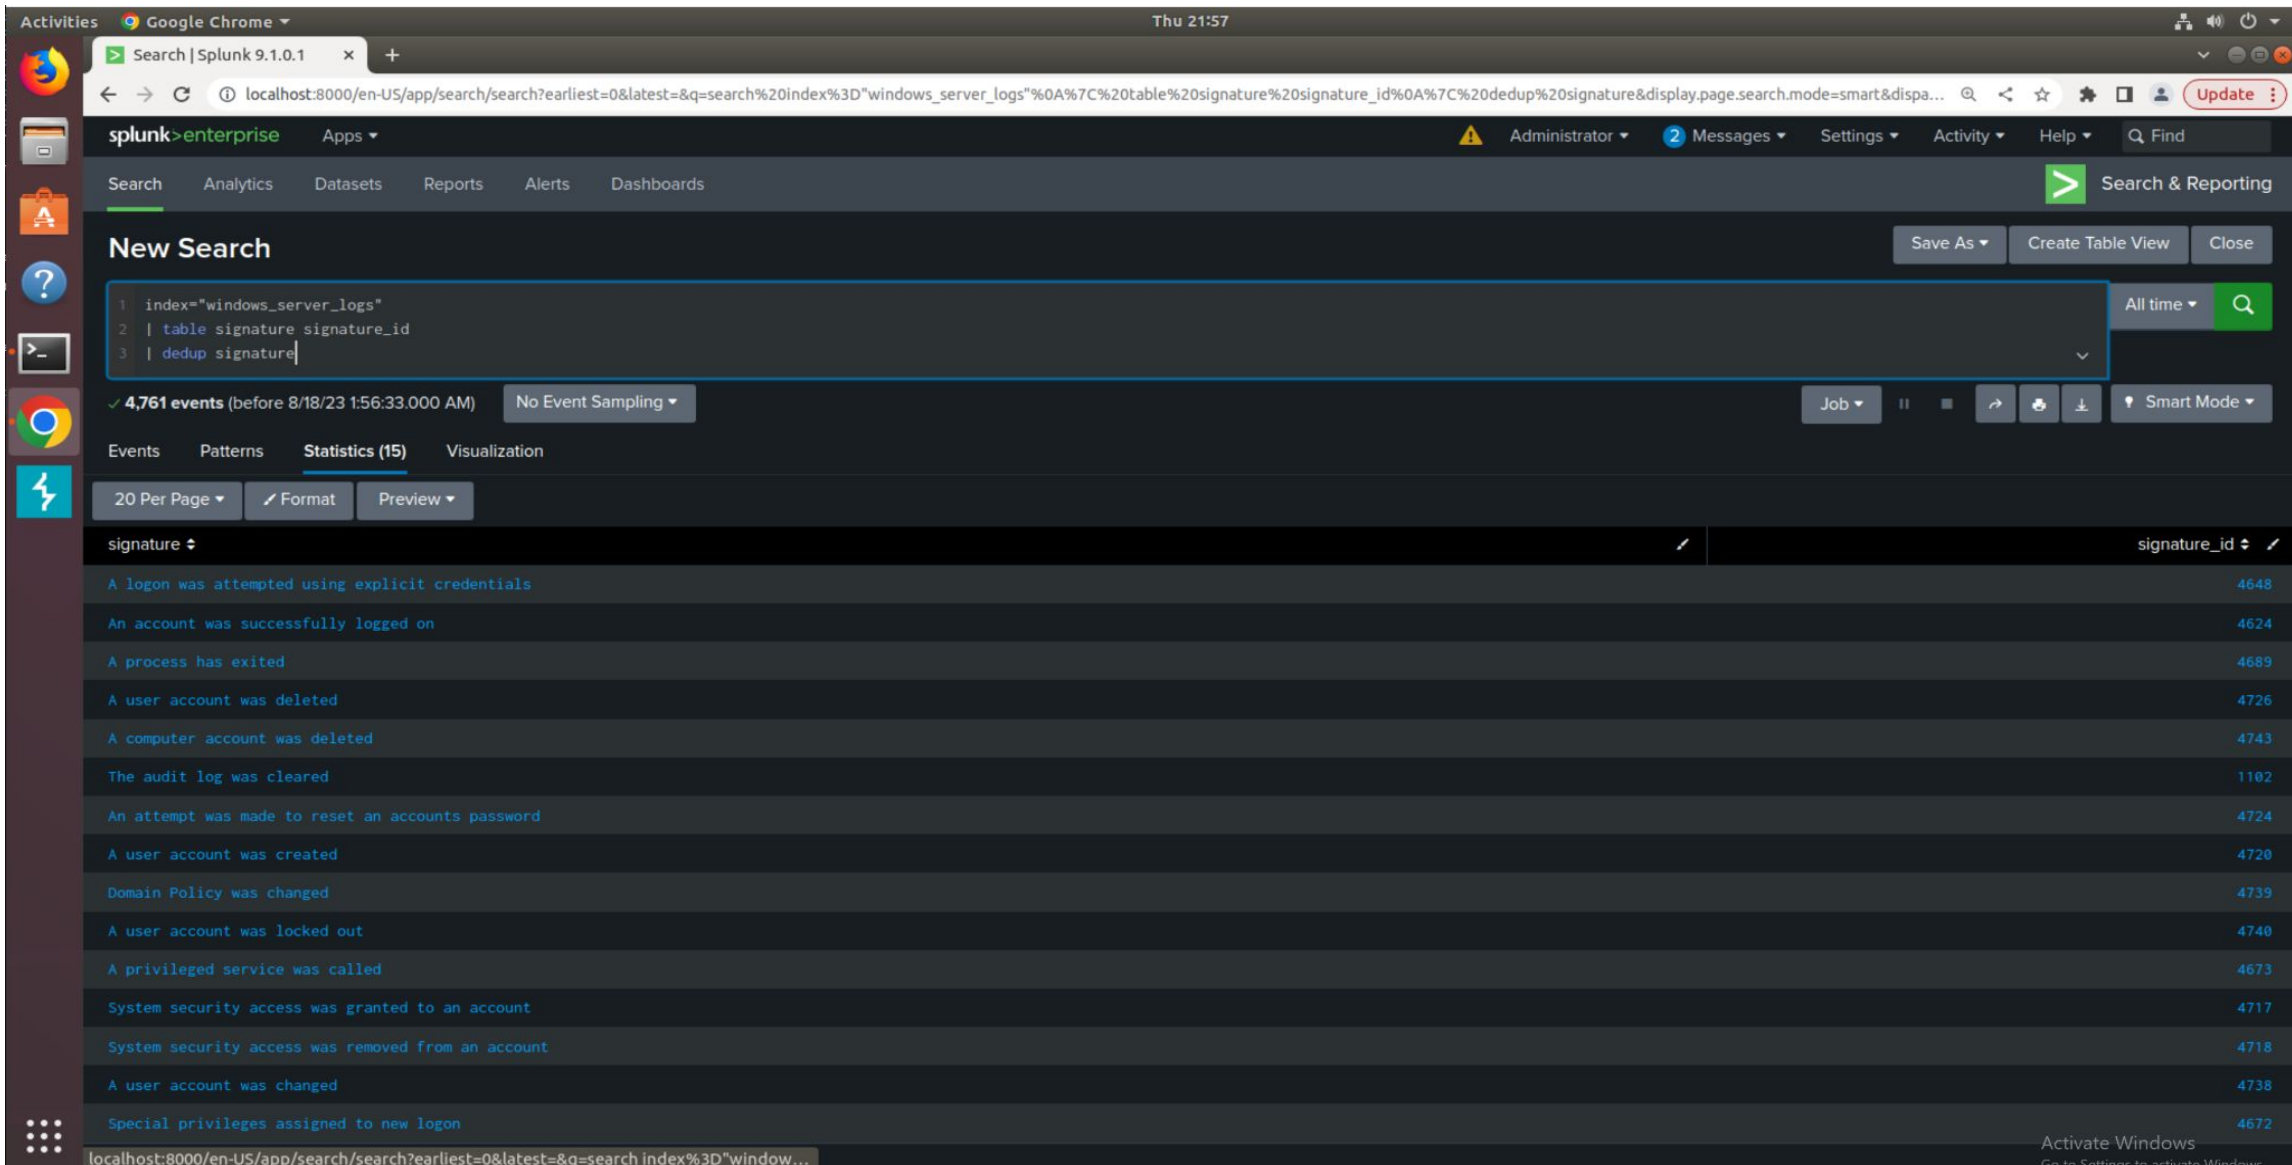 Activities Google Chrome Thu 21:57
Search | Splunk 9.1.0.1
localhost:8000/en-US/app/search/search?earliest=0&latest=&q=search%20index%3D"windows_server_logs"%0A%7C%20table%20signature%20signature_id%0A%7C%20dedup%20signature&display.page.search.mode=smart&dispa... Update
splunk>enterprise Apps Administrator 2 Messages Settings Activity Help Find
Search Analytics Datasets Reports Alerts Dashboards Search & Reporting
New Search Save As Create Table View Close
1 index="windows_server_logs" All time
2 | table signature signature_id
3 | dedup signature
4,761 events (before 8/18/23 1:56:33.000 AM) No Event Sampling Job Smart Mode
Events Patterns Statistics (15) Visualization
20 Per Page Format Preview
signature signature_id
A logon was attempted using explicit credentials 4648
An account was successfully logged on 4624
A process has exited 4689
A user account was deleted 4726
A computer account was deleted 4743
The audit log was cleared 1102
An attempt was made to reset an accounts password 4724
A user account was created 4720
Domain Policy was changed 4739
A user account was locked out 4740
A privileged service was called 4673
System security access was granted to an account 4717
System security access was removed from an account 4718
A user account was changed 4738
Special privileges assigned to new logon 4672
Activate Windows
localhost:8000/en-US/app/search/search?earliest=0&latest=&q=search index%3D"window... Go to Settings to activate Windows.